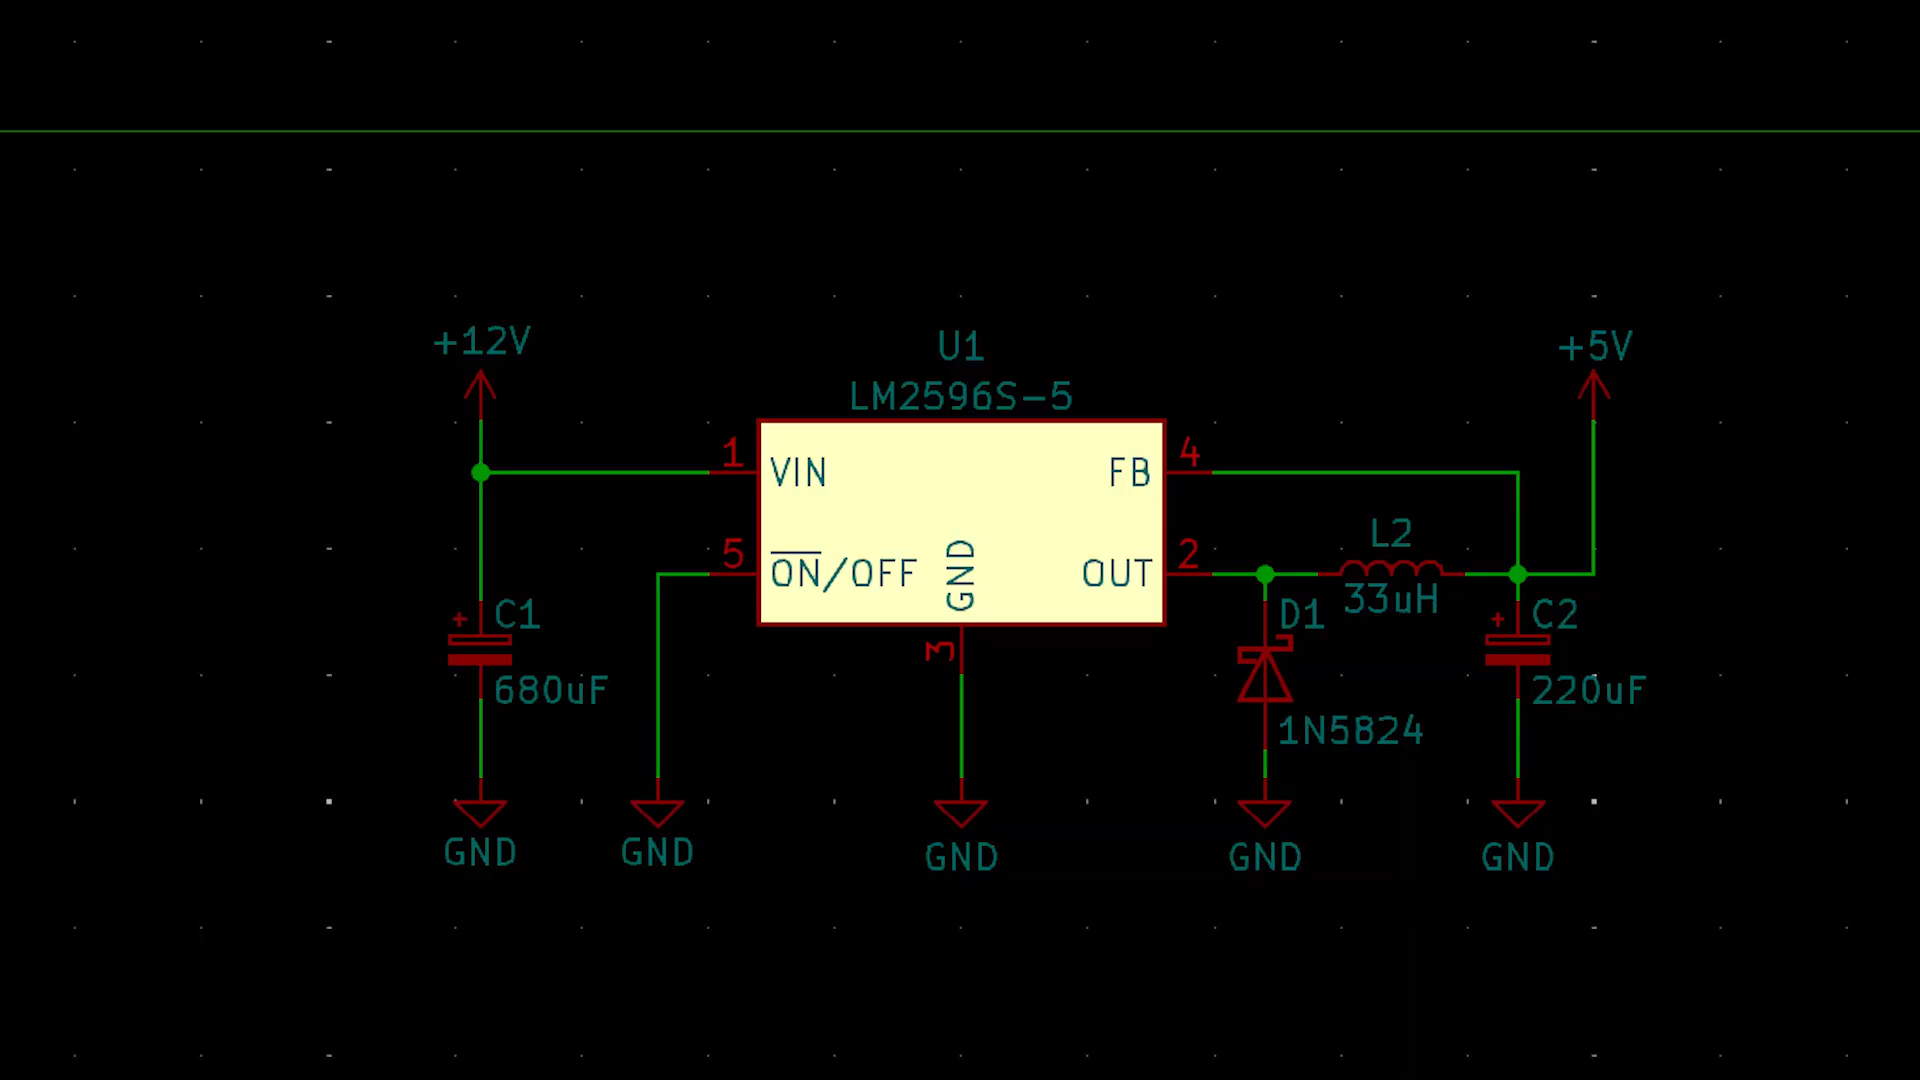 +12V
U1
+5V
LM2596S-5
1
4
VIN
FB
5
2
L2
ON/OFF
GND
OUT
33uH
+
C1
D1
+
C2
3
680uF
220uF
1N5824
GND
GND
GND
GND
GND